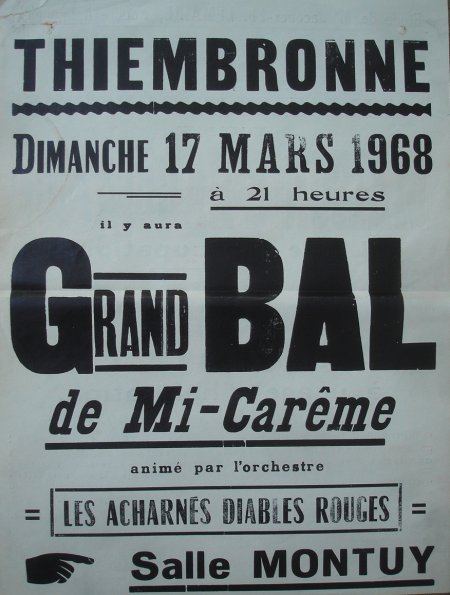 THIEMBRONNE
DIMANCHE 17 MARS 1968
à 21 heures
il y aura
GRAND BAL
de Mi-Carême
animé par l'orchestre
= LES ACHARNÉS DIABLES ROUGES =
Salle MONTUY